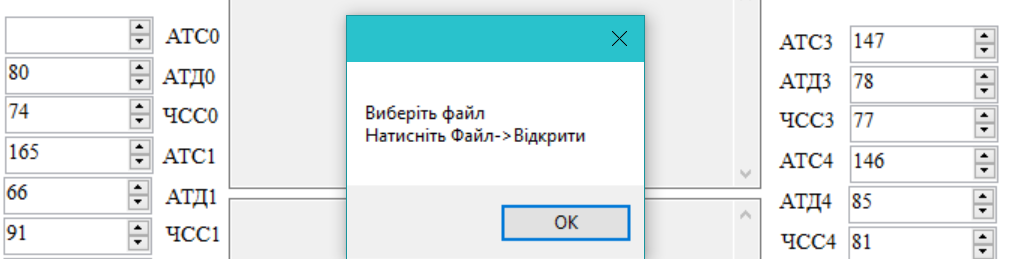 АТС0
80 АТД0
74 ЧСС0
165 АТС1
66 АТД1
91 ЧСС1
Виберіть файл
Натисніть Файл->Відкрити
OK
АТС3 147
АТД3 78
ЧСС3 77
АТС4 146
АТД4 85
ЧСС4 81